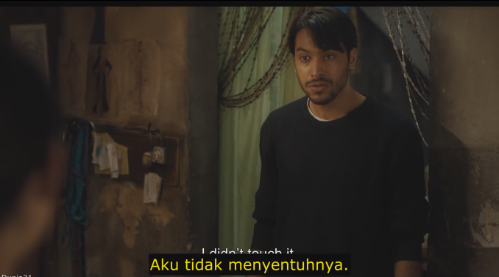 I didn't touch it
Aku tidak menyentuhnya.